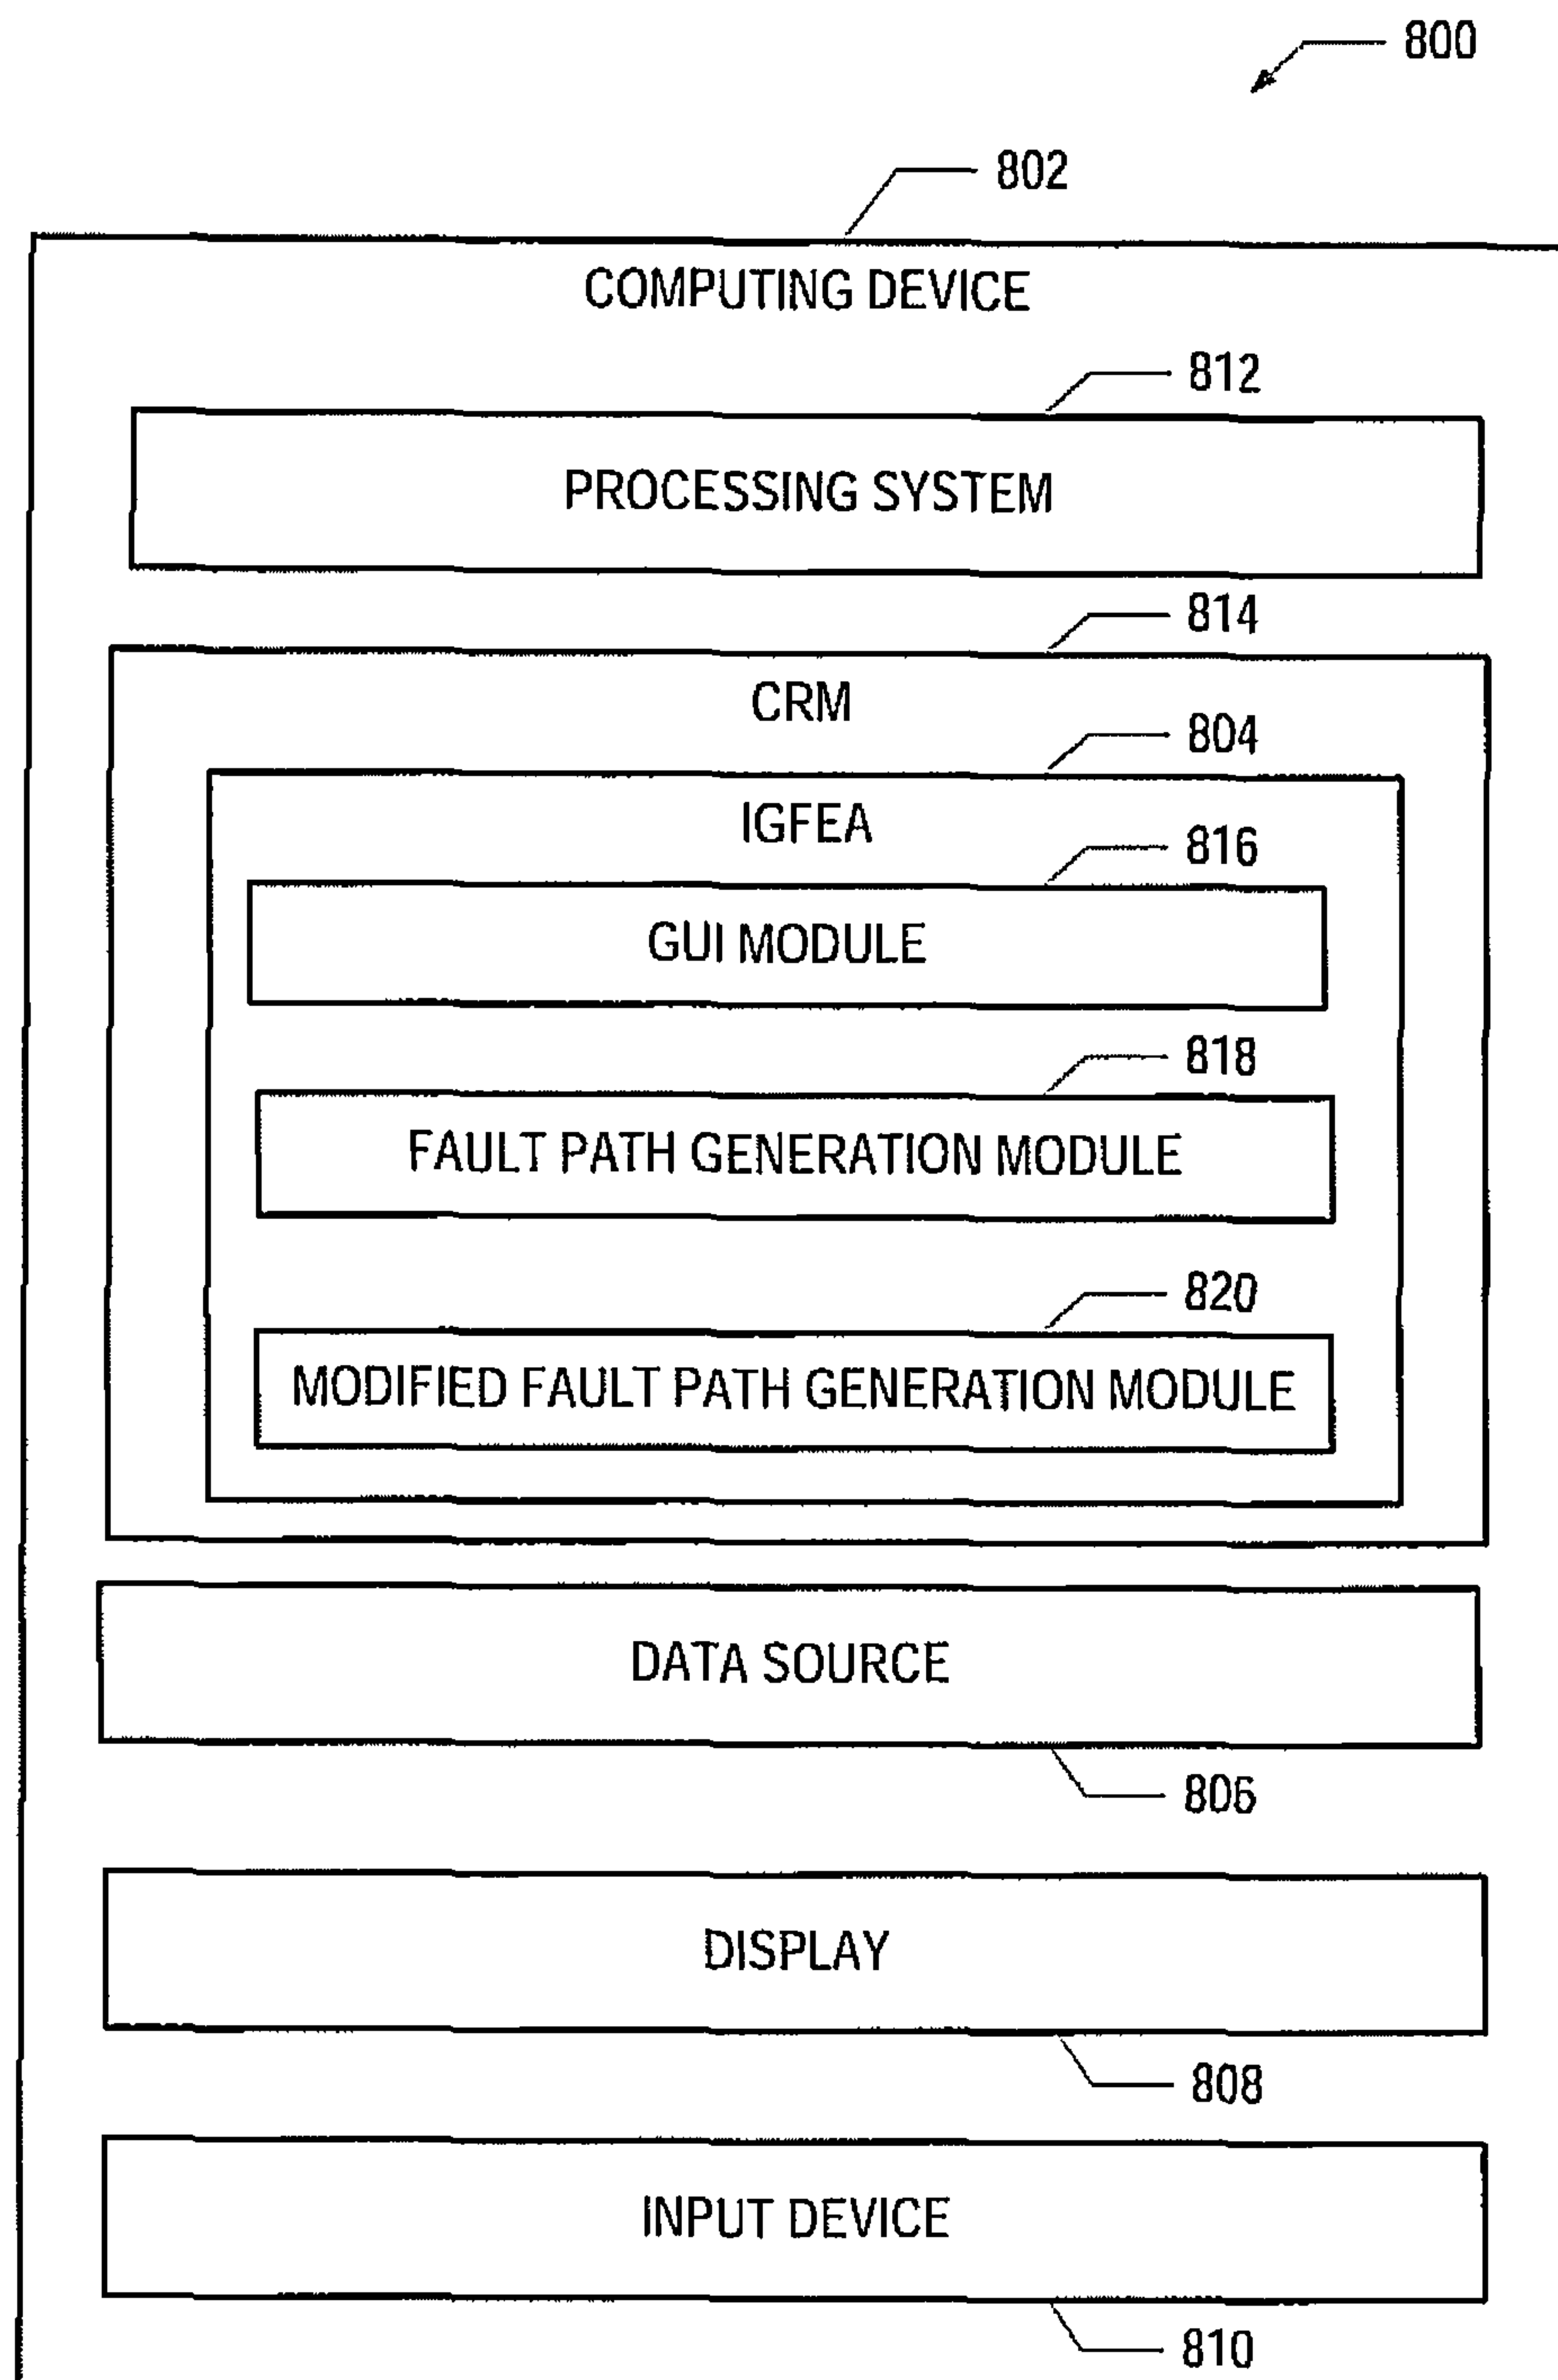 800
802
COMPUTING DEVICE
812
PROCESSING SYSTEM
814
CRM
804
IGFEA
816
GUI MODULE
818
FAULT PATH GENERATION MODULE
820
MODIFIED FAULT PATH GENERATION MODULE
DATA SOURCE
806
DISPLAY
808
INPUT DEVICE
810